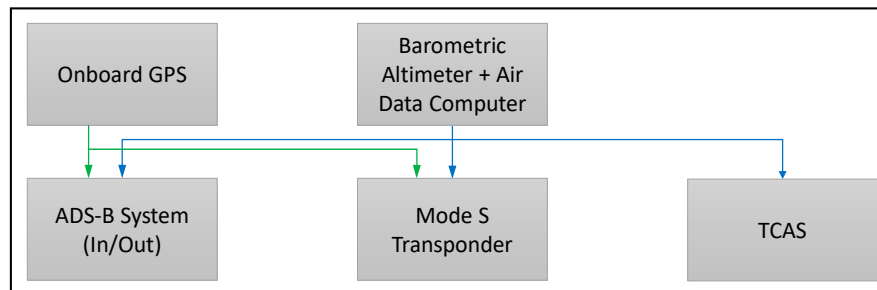 Onboard GPS
Barometric
Altimeter + Air
Data Computer
ADS-B System
(In/Out)
Mode S
Transponder
TCAS